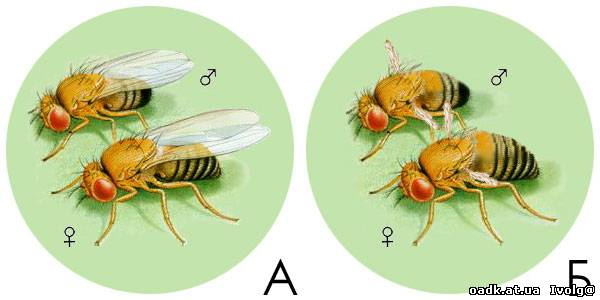 ♂
♂
♀
♀
А
Б
oadk.at.ua Ivolg@